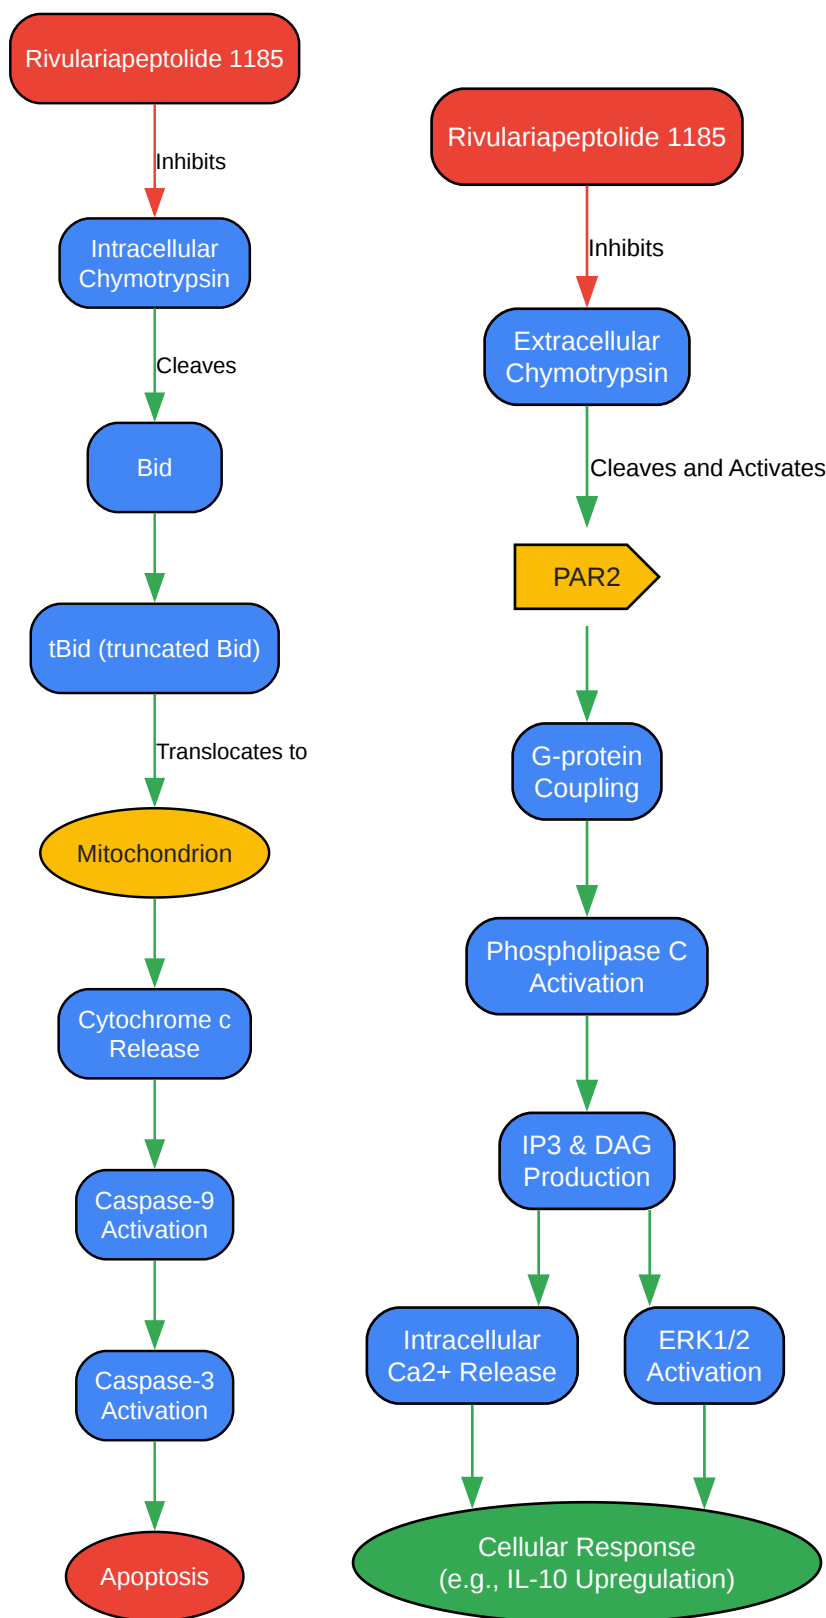 Rivulariapeptolide 1185
Inhibits
Intracellular
Chymotrypsin
Cleaves
Bid
tBid (truncated Bid)
Translocates to
Mitochondrion
Cytochrome c
Release
Caspase-9
Activation
Caspase-3
Activation
Apoptosis
Rivulariapeptolide 1185
Inhibits
Extracellular
Chymotrypsin
Cleaves and Activates
PAR2
G-protein
Coupling
Phospholipase C
Activation
IP3 & DAG
Production
Intracellular
Ca2+ Release
ERK1/2
Activation
Cellular Response
(e.g., IL-10 Upregulation)